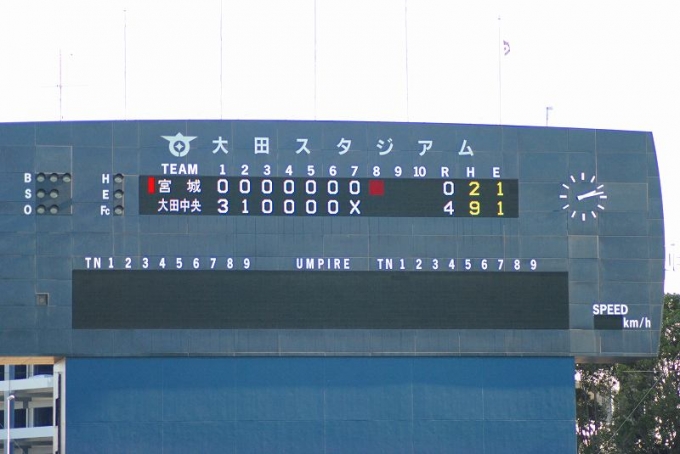 大田スタジアム
TEAM 1 2 3 4 5 6 7 8 9 10 R H E
宮城 0 0 0 0 0 0 0 0 2 1
大田中央 3 1 0 0 0 0 X 4 9 1
B H
S E
O Fc
TN 1 2 3 4 5 6 7 8 9 UMPIRE TN 1 2 3 4 5 6 7 8 9
SPEED
km/h